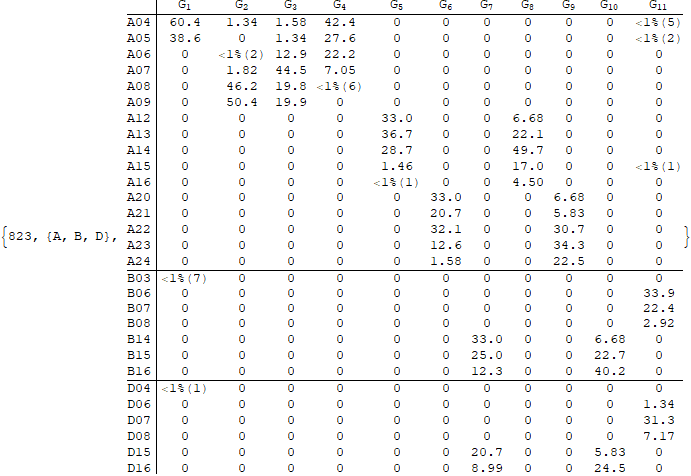 G1 G2 G3 G4 G5 G6 G7 G8 G9 G10 G11
A04 60.4 1.34 1.58 42.4 0 0 0 0 0 0 <1%(5)
A05 38.6 0 1.34 27.6 0 0 0 0 0 0 <1%(2)
A06 0 <1%(2) 12.9 22.2 0 0 0 0 0 0 0
A07 0 1.82 44.5 7.05 0 0 0 0 0 0 0
A08 0 46.2 19.8 <1%(6) 0 0 0 0 0 0 0
A09 0 50.4 19.9 0 0 0 0 0 0 0 0
A12 0 0 0 0 33.0 0 0 6.68 0 0 0
A13 0 0 0 0 36.7 0 0 22.1 0 0 0
A14 0 0 0 0 28.7 0 0 49.7 0 0 0
A15 0 0 0 0 1.46 0 0 17.0 0 0 <1%(1)
A16 0 0 0 0 <1%(1) 0 0 4.50 0 0 0
A20 0 0 0 0 0 33.0 0 0 6.68 0 0
A21 0 0 0 0 0 20.7 0 0 5.83 0 0
{823, {A, B, D}, A22 0 0 0 0 0 32.1 0 0 30.7 0 0 }
A23 0 0 0 0 0 12.6 0 0 34.3 0 0
A24 0 0 0 0 0 1.58 0 0 22.5 0 0
B03 <1%(7) 0 0 0 0 0 0 0 0 0 0
B06 0 0 0 0 0 0 0 0 0 0 33.9
B07 0 0 0 0 0 0 0 0 0 0 22.4
B08 0 0 0 0 0 0 0 0 0 0 2.92
B14 0 0 0 0 0 0 33.0 0 0 6.68 0
B15 0 0 0 0 0 0 25.0 0 0 22.7 0
B16 0 0 0 0 0 0 12.3 0 0 40.2 0
D04 <1%(1) 0 0 0 0 0 0 0 0 0 0
D06 0 0 0 0 0 0 0 0 0 0 1.34
D07 0 0 0 0 0 0 0 0 0 0 31.3
D08 0 0 0 0 0 0 0 0 0 0 7.17
D15 0 0 0 0 0 0 20.7 0 0 5.83 0
D16 0 0 0 0 0 0 8.99 0 0 24.5 0